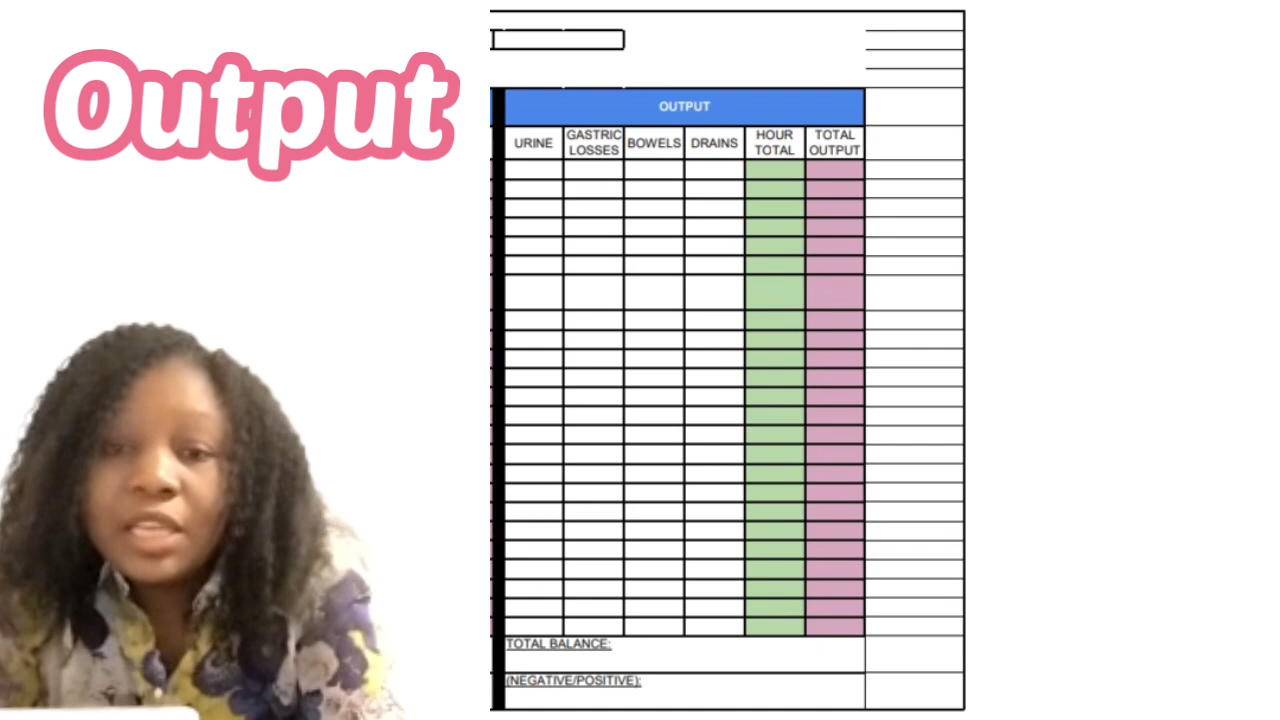 Output
OUTPUT
URINE
GASTRIC
LOSSES
BOWELS
DRAINS
HOUR
TOTAL
TOTAL
OUTPUT
TOTAL BALANCE:
(NEGATIVE/POSITIVE):